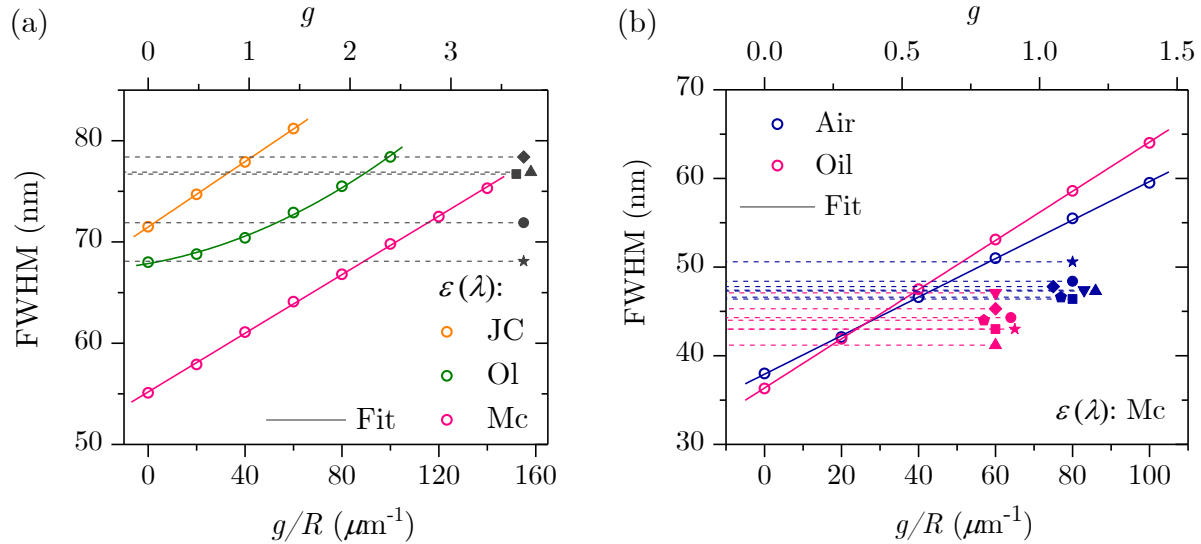 (a)
g
0 1 2 3
FWHM (nm)
80
70
60
50
ε(λ):
JC
Ol
Mc
Fit
0 40 80 120 160
g/R (μm⁻¹)
(b)
g
0.0 0.5 1.0 1.5
FWHM (nm)
70
60
50
40
30
Air
Oil
Fit
ε(λ): Mc
0 20 40 60 80 100
g/R (μm⁻¹)